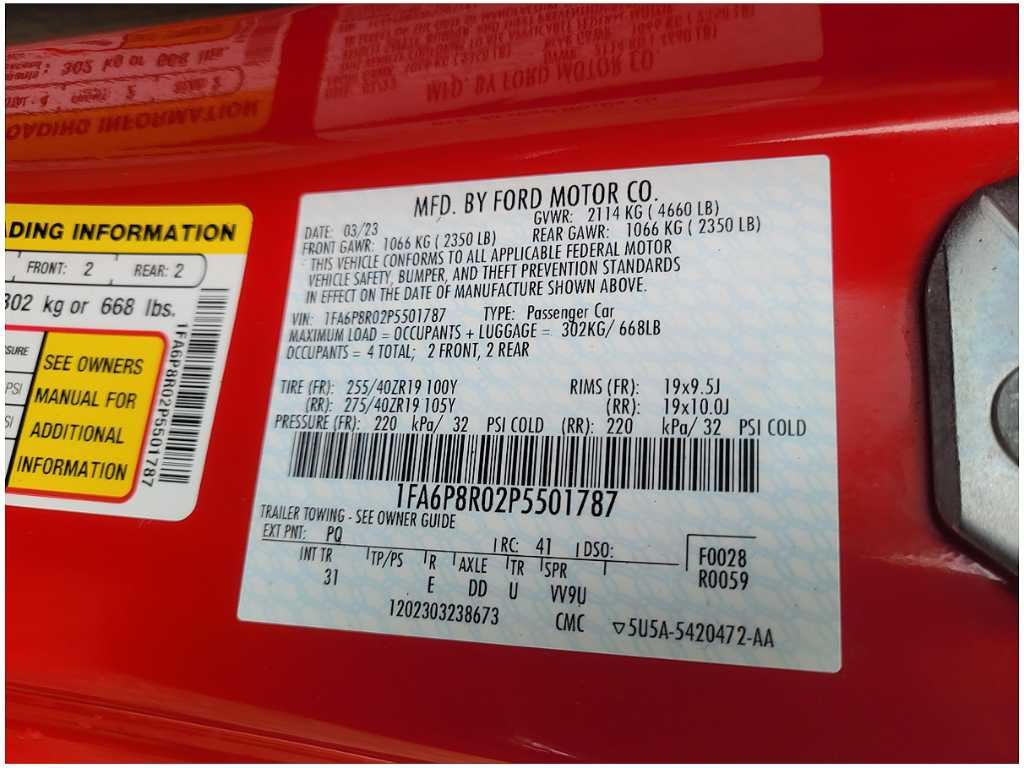 ADING INFORMATION
FRONT: 2 REAR: 2
302 kg or 668 lbs.
SURE
PSI
SEE OWNERS
MANUAL FOR
ADDITIONAL
INFORMATION
1FA6P8R02P5501787
MFD. BY FORD MOTOR CO.
DATE: 03/23 GVWR: 2114 KG ( 4660 LB)
FRONT GAWR: 1066 KG ( 2350 LB) REAR GAWR: 1066 KG ( 2350 LB)
THIS VEHICLE CONFORMS TO ALL APPLICABLE FEDERAL MOTOR
VEHICLE SAFETY, BUMPER, AND THEFT PREVENTION STANDARDS
IN EFFECT ON THE DATE OF MANUFACTURE SHOWN ABOVE.
VIN: 1FA6P8R02P5501787 TYPE: Passenger Car
MAXIMUM LOAD = OCCUPANTS + LUGGAGE = 302KG/ 668LB
OCCUPANTS = 4 TOTAL; 2 FRONT, 2 REAR
TIRE (FR): 255/40ZR19 100Y RIMS (FR): 19x9.5J
(RR): 275/40ZR19 105Y (RR): 19x10.0J
PRESSURE (FR): 220 kPa/ 32 PSI COLD (RR): 220 kPa/ 32 PSI COLD
1FA6P8R02P5501787
TRAILER TOWING - SEE OWNER GUIDE
EXT PNT: PQ RC: 41 DSO: F0028
INT TR TP/PS R AXLE TR SPR R0059
31 E DD U VV9U
1202303238673 CMC ▽5U5A-5420472-AA